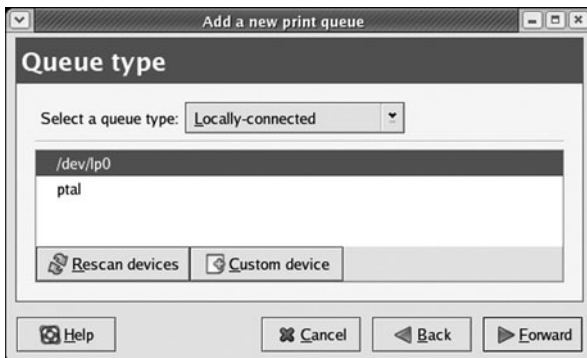 Add a new print queue
Queue type
Select a queue type: Locally-connected
/dev/lp0
ptal
Rescan devices Custom device
Help Cancel Back Forward